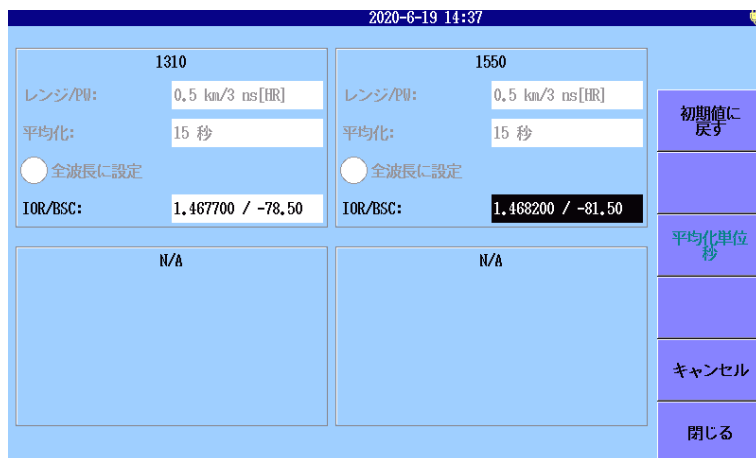 2020-6-19 14:37
1310
レンジ/PW:
0.5 km/3 ns[HR]
平均化:
15 秒
全波長に設定
IOR/BSC:
1.467700 / -78.50
1550
レンジ/PW:
0.5 km/3 ns[HR]
平均化:
15 秒
全波長に設定
IOR/BSC:
1.468200 / -81.50
N/A
N/A
初期値に
戻す
平均化単位
秒
キャンセル
閉じる